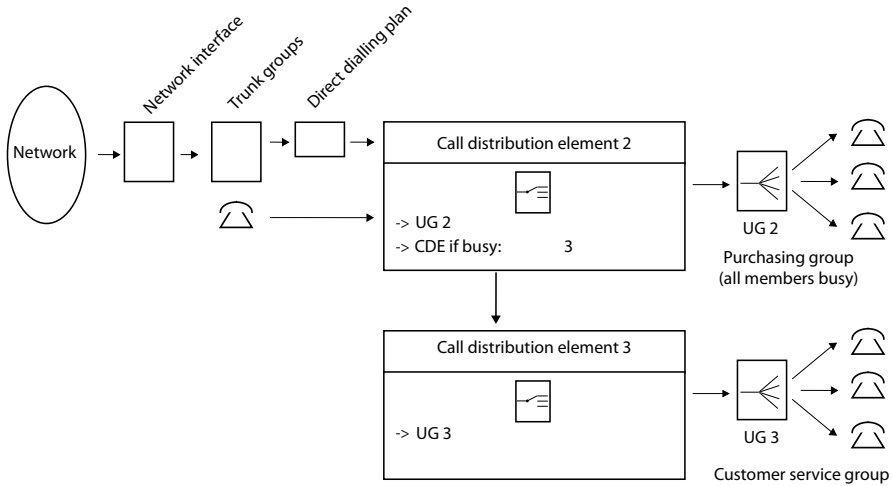 Network interface
Trunk groups
Direct dialling plan
Network
Call distribution element 2
-> UG 2
-> CDE if busy: 3
UG 2
Purchasing group
(all members busy)
Call distribution element 3
-> UG 3
UG 3
Customer service group